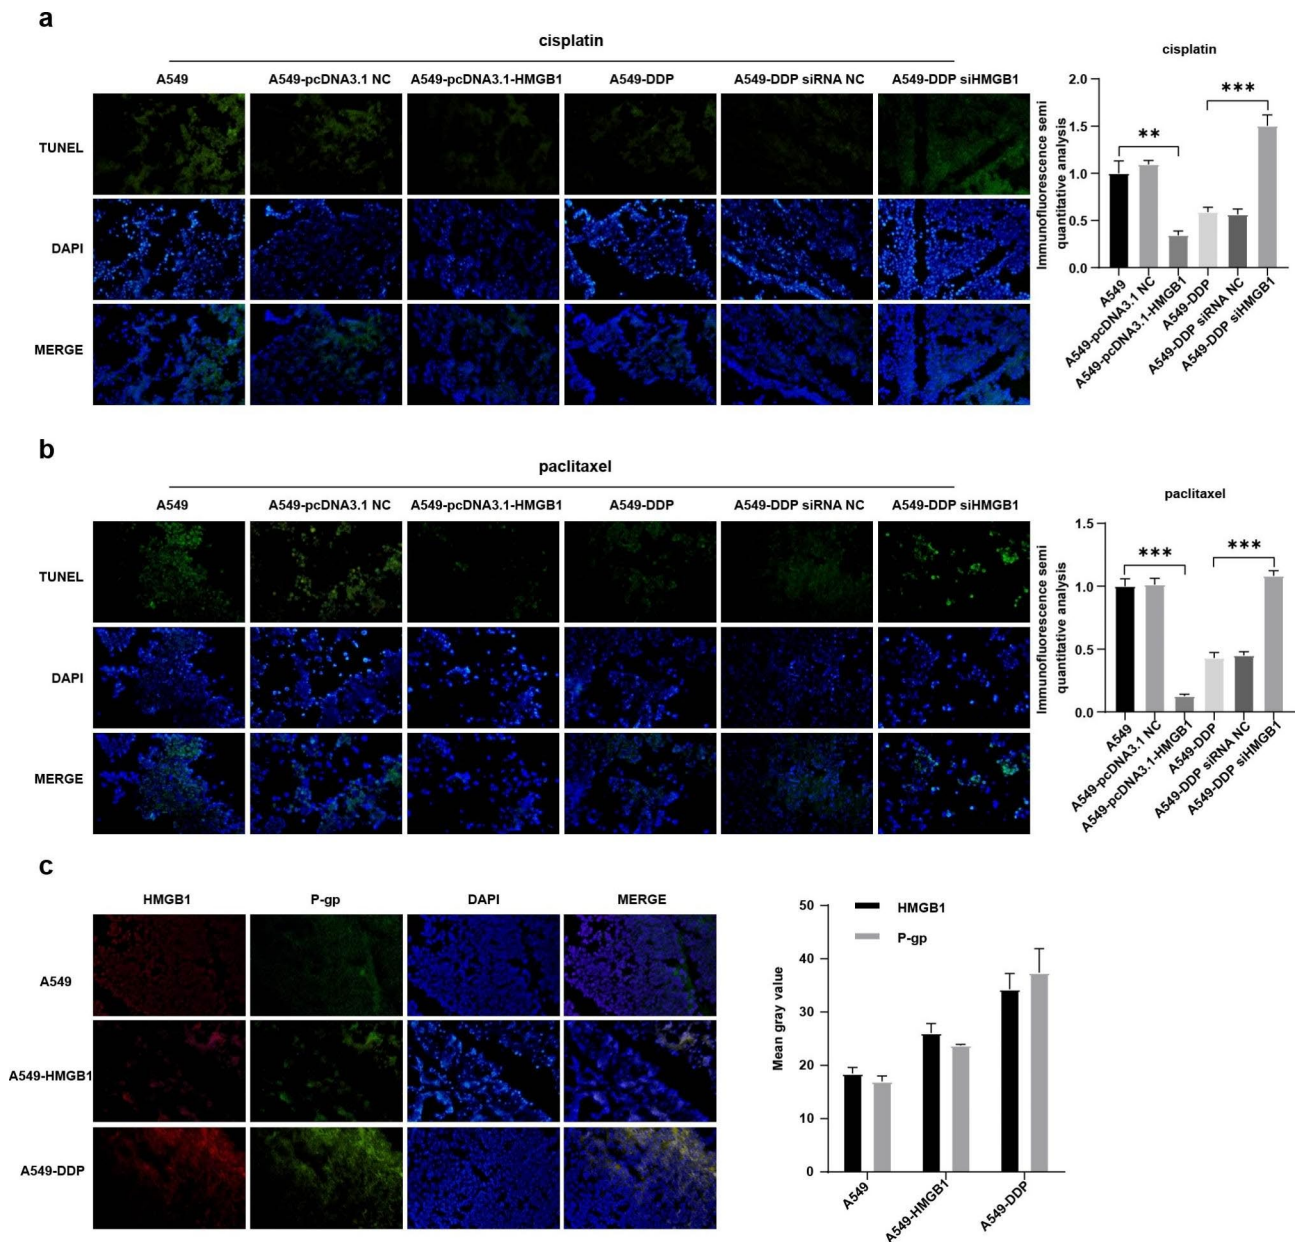 a
cisplatin
A549 A549-pcDNA3.1 NC A549-pcDNA3.1-HMGB1 A549-DDP A549-DDP siRNA NC A549-DDP siHMGB1
TUNEL
DAPI
MERGE
cisplatin
Immunofluorescence semi
quantitative analysis
2.0
1.5
1.0
0.5
0.0
**
***
A549
A549-pcDNA3.1 NC
A549-pcDNA3.1-HMGB1
A549-DDP
A549-DDP siRNA NC
A549-DDP siHMGB1
b
paclitaxel
A549 A549-pcDNA3.1 NC A549-pcDNA3.1-HMGB1 A549-DDP A549-DDP siRNA NC A549-DDP siHMGB1
TUNEL
DAPI
MERGE
paclitaxel
Immunofluorescence semi
quantitative analysis
1.5
1.0
0.5
0.0
***
***
A549
A549-pcDNA3.1 NC
A549-pcDNA3.1-HMGB1
A549-DDP
A549-DDP siRNA NC
A549-DDP siHMGB1
c
HMGB1 P-gp DAPI MERGE
A549
A549-HMGB1
A549-DDP
HMGB1
P-gp
Mean gray value
50
40
30
20
10
0
A549
A549-HMGB1
A549-DDP